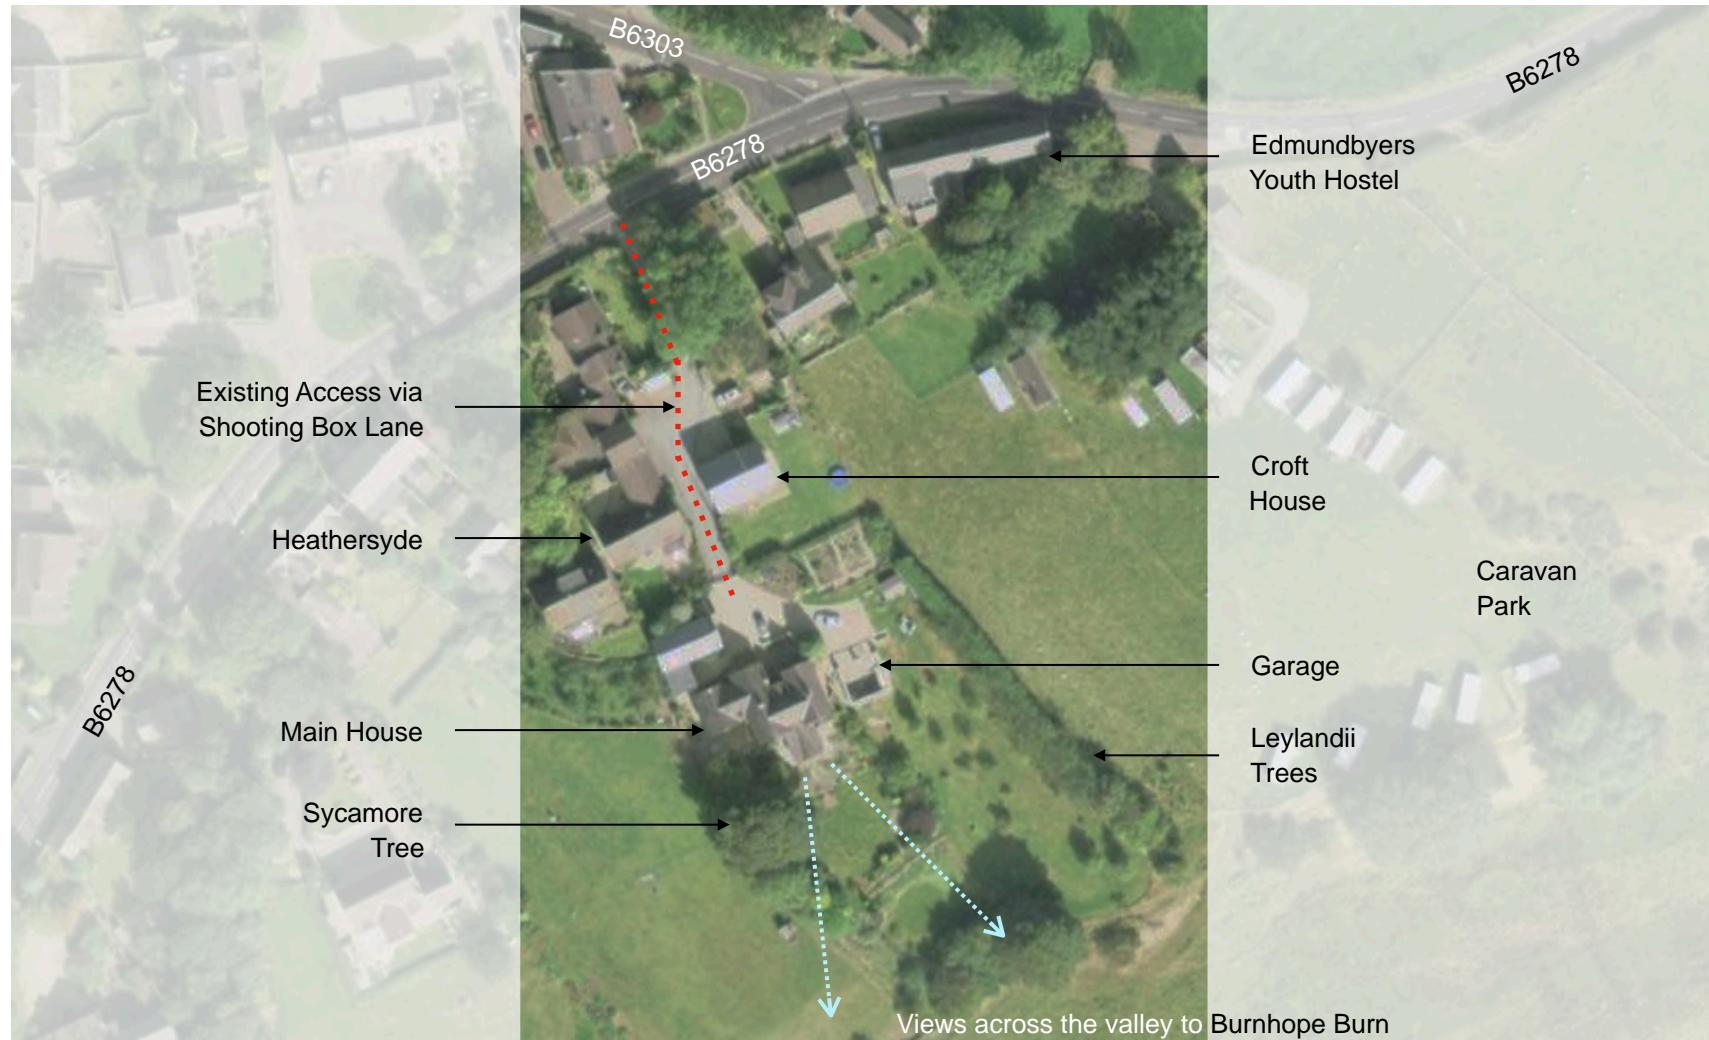 B6303
B6278
B6278
Edmundbyers
Youth Hostel
Existing Access via
Shooting Box Lane
Croft
House
Heathersyde
Caravan
Park
Garage
B6278
Main House
Leylandii
Trees
Sycamore
Tree
Views across the valley to Burnhope Burn